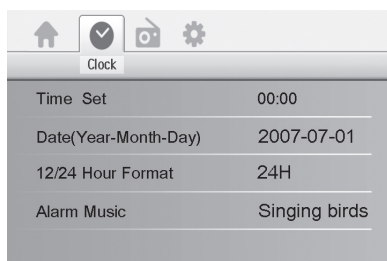 Clock
Time Set 00:00
Date(Year-Month-Day) 2007-07-01
12/24 Hour Format 24H
Alarm Music Singing birds